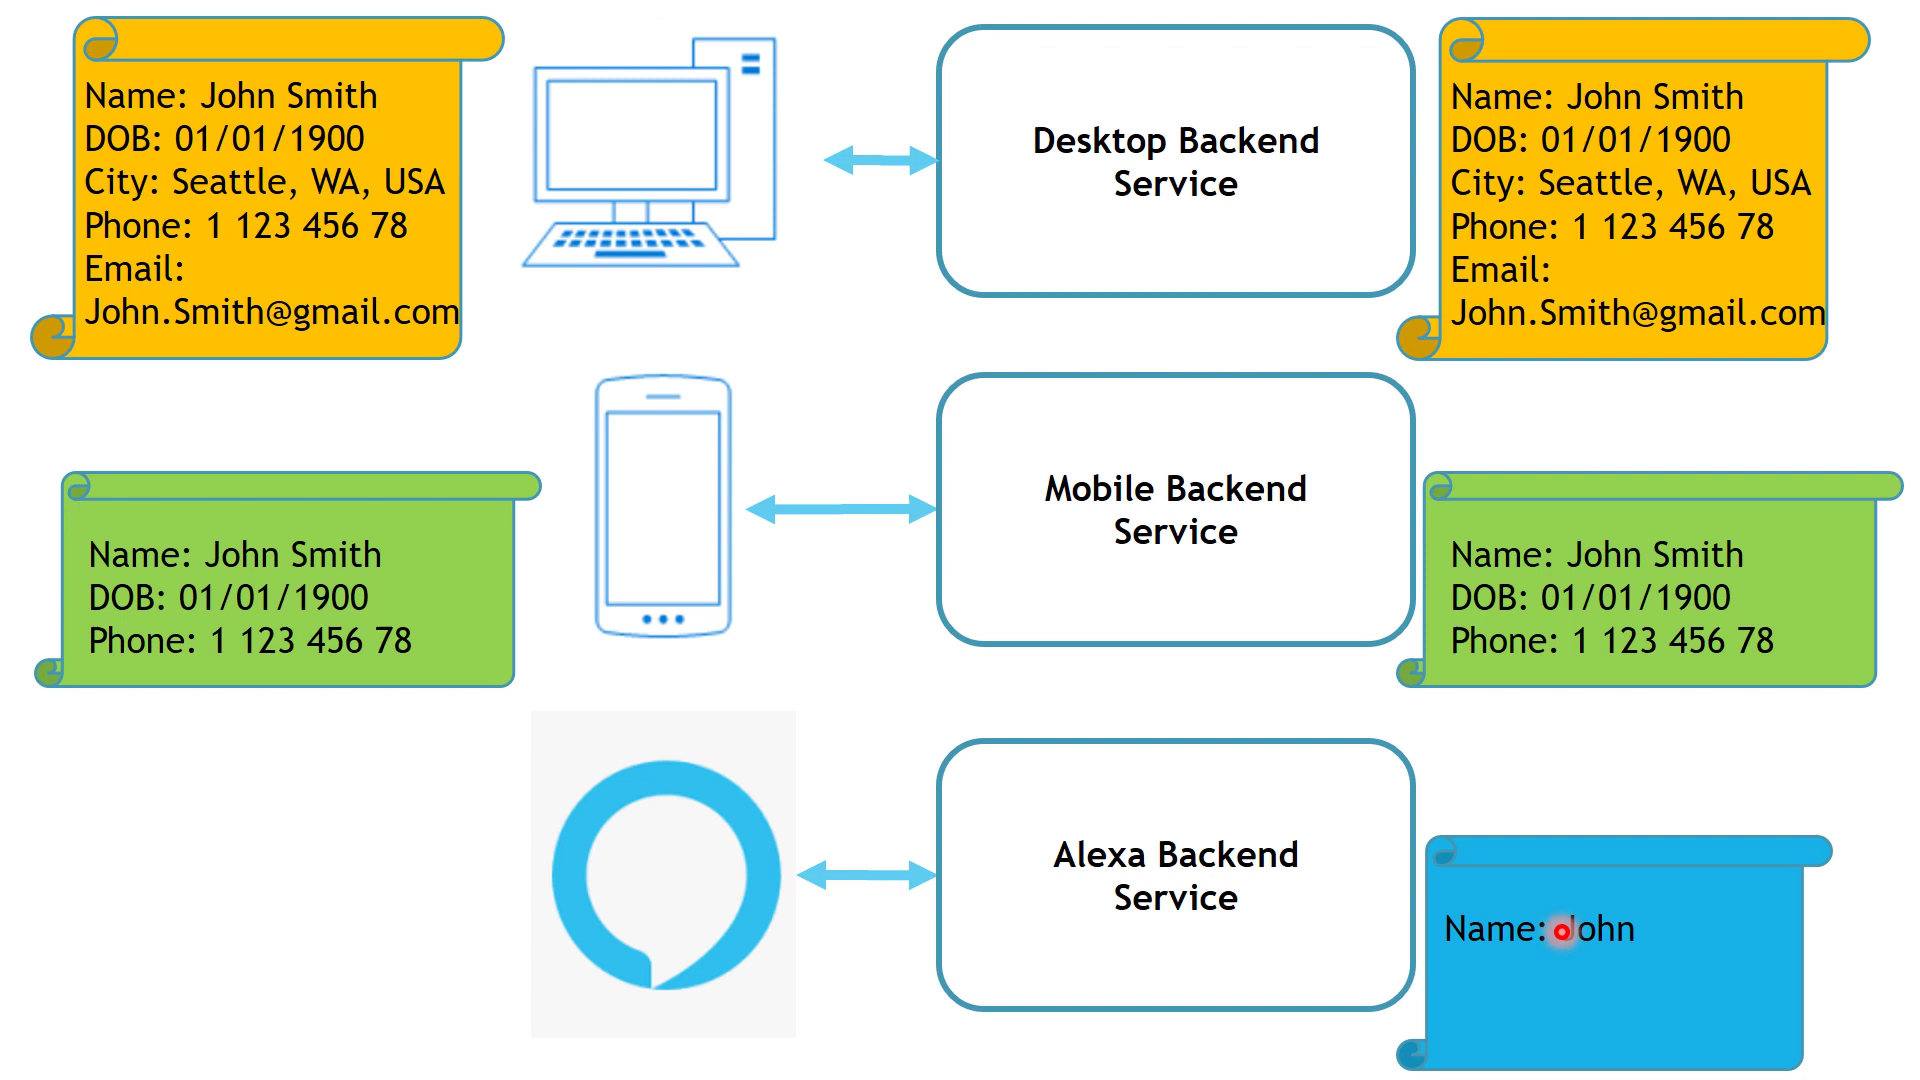 Name: John Smith
DOB: 01/01/1900
City: Seattle, WA, USA
Phone: 1 123 456 78
Email:
John.Smith@gmail.com
Desktop Backend
Service
Name: John Smith
DOB: 01/01/1900
City: Seattle, WA, USA
Phone: 1 123 456 78
Email:
John.Smith@gmail.com
Name: John Smith
DOB: 01/01/1900
Phone: 1 123 456 78
Mobile Backend
Service
Name: John Smith
DOB: 01/01/1900
Phone: 1 123 456 78
Alexa Backend
Service
Name: John